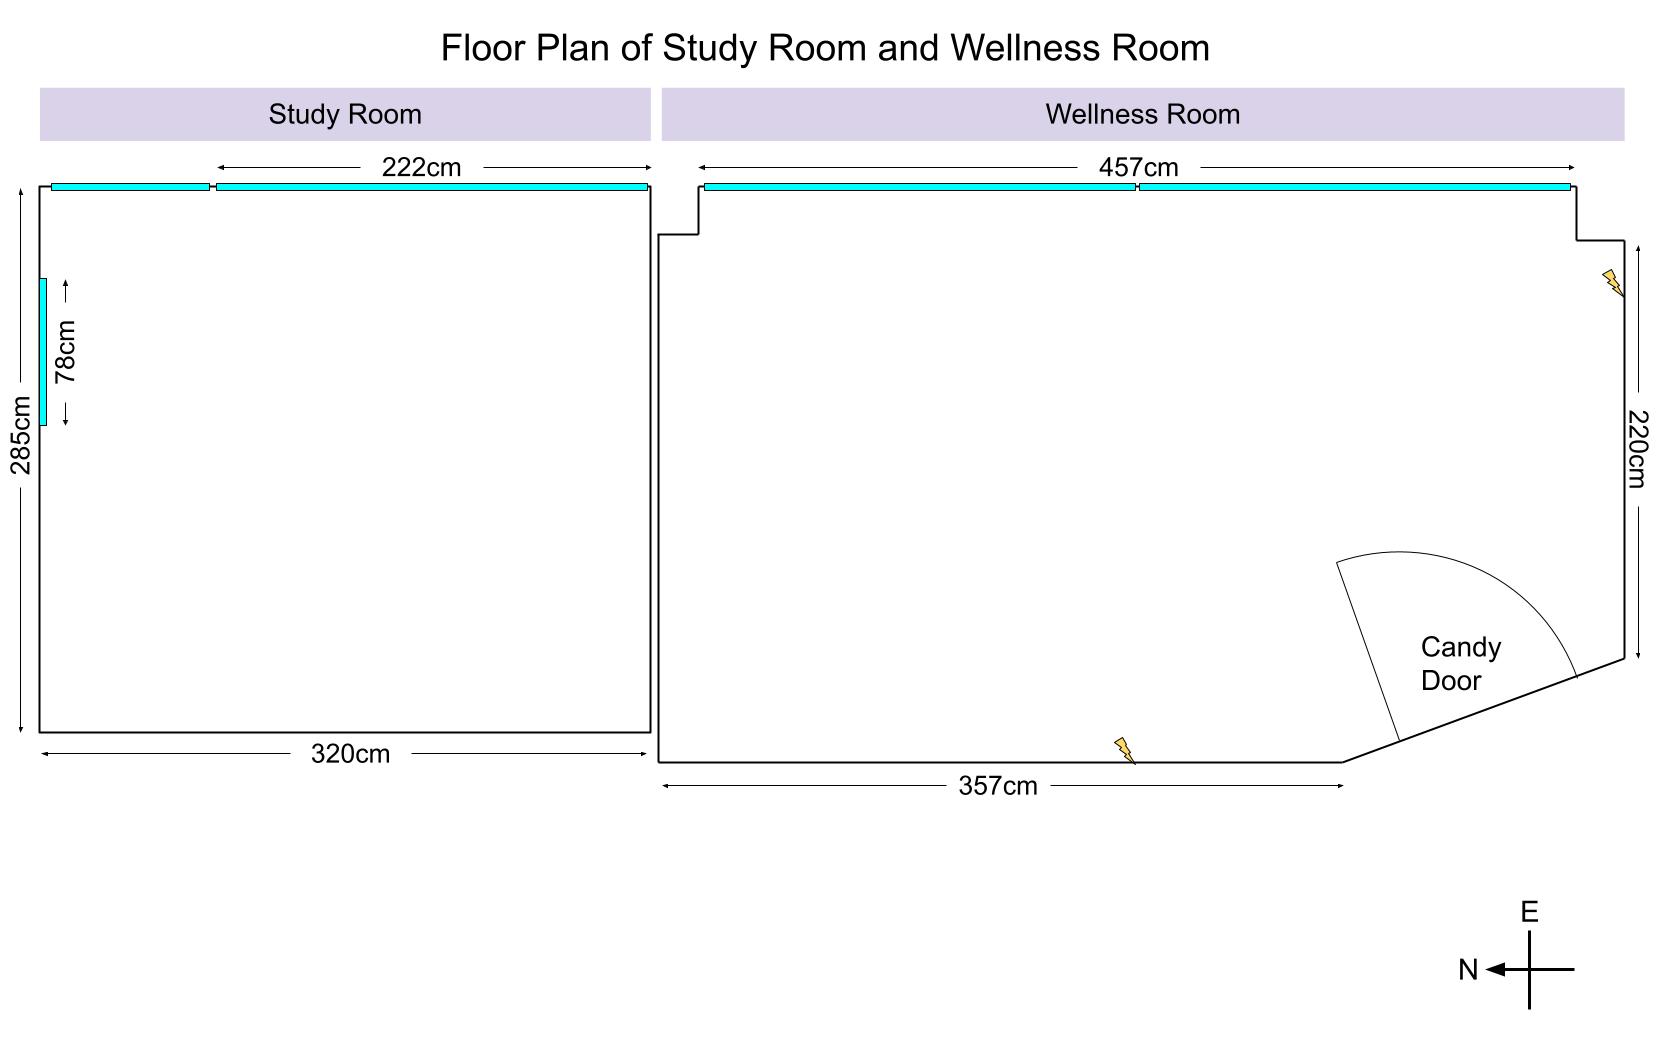 Floor Plan of Study Room and Wellness Room
Study Room
Wellness Room
222cm
457cm
78cm
285cm
220cm
Candy
Door
320cm
357cm
E
N